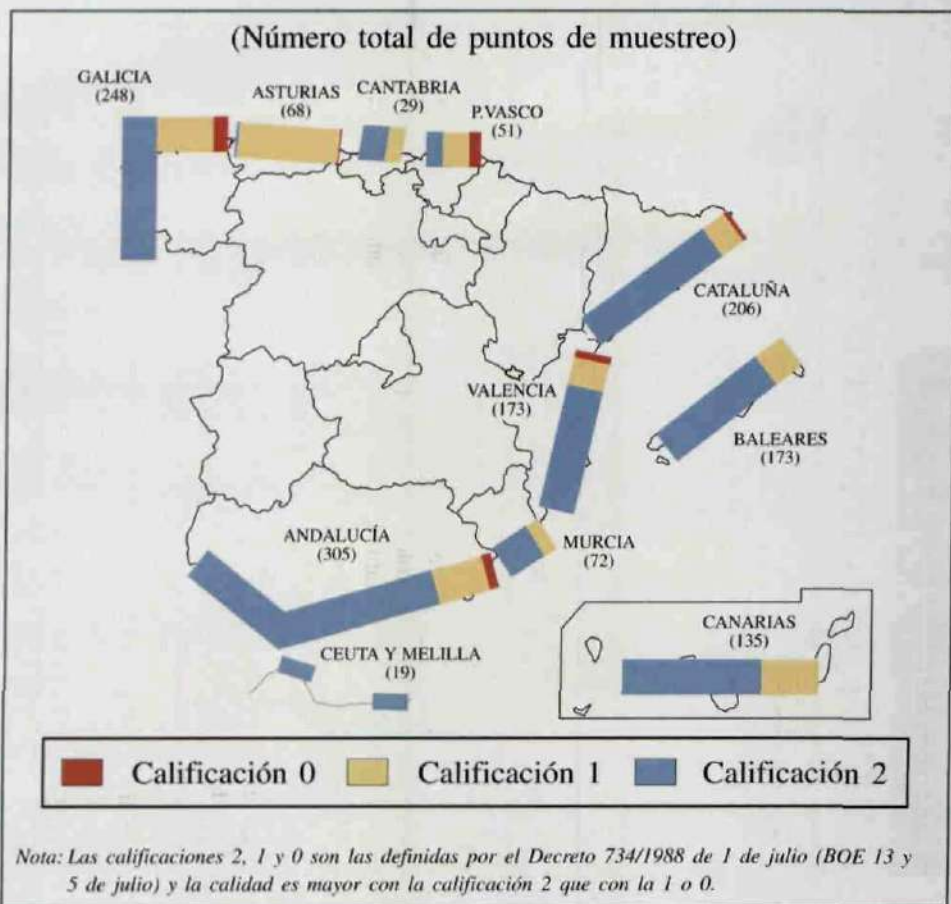 (Número total de puntos de muestreo)
GALICIA
(248)
ASTURIAS
(68)
CANTABRIA
(29)
P.VASCO
(51)
CATALUÑA
(206)
VALENCIA
(173)
BALEARES
(173)
ANDALUCÍA
(305)
MURCIA
(72)
CEUTA Y MELILLA
(19)
CANARIAS
(135)
Calificación 0
Calificación 1
Calificación 2
Nota: Las calificaciones 2, 1 y 0 son las definidas por el Decreto 734/1988 de 1 de julio (BOE 13 y
5 de julio) y la calidad es mayor con la calificación 2 que con la 1 o 0.